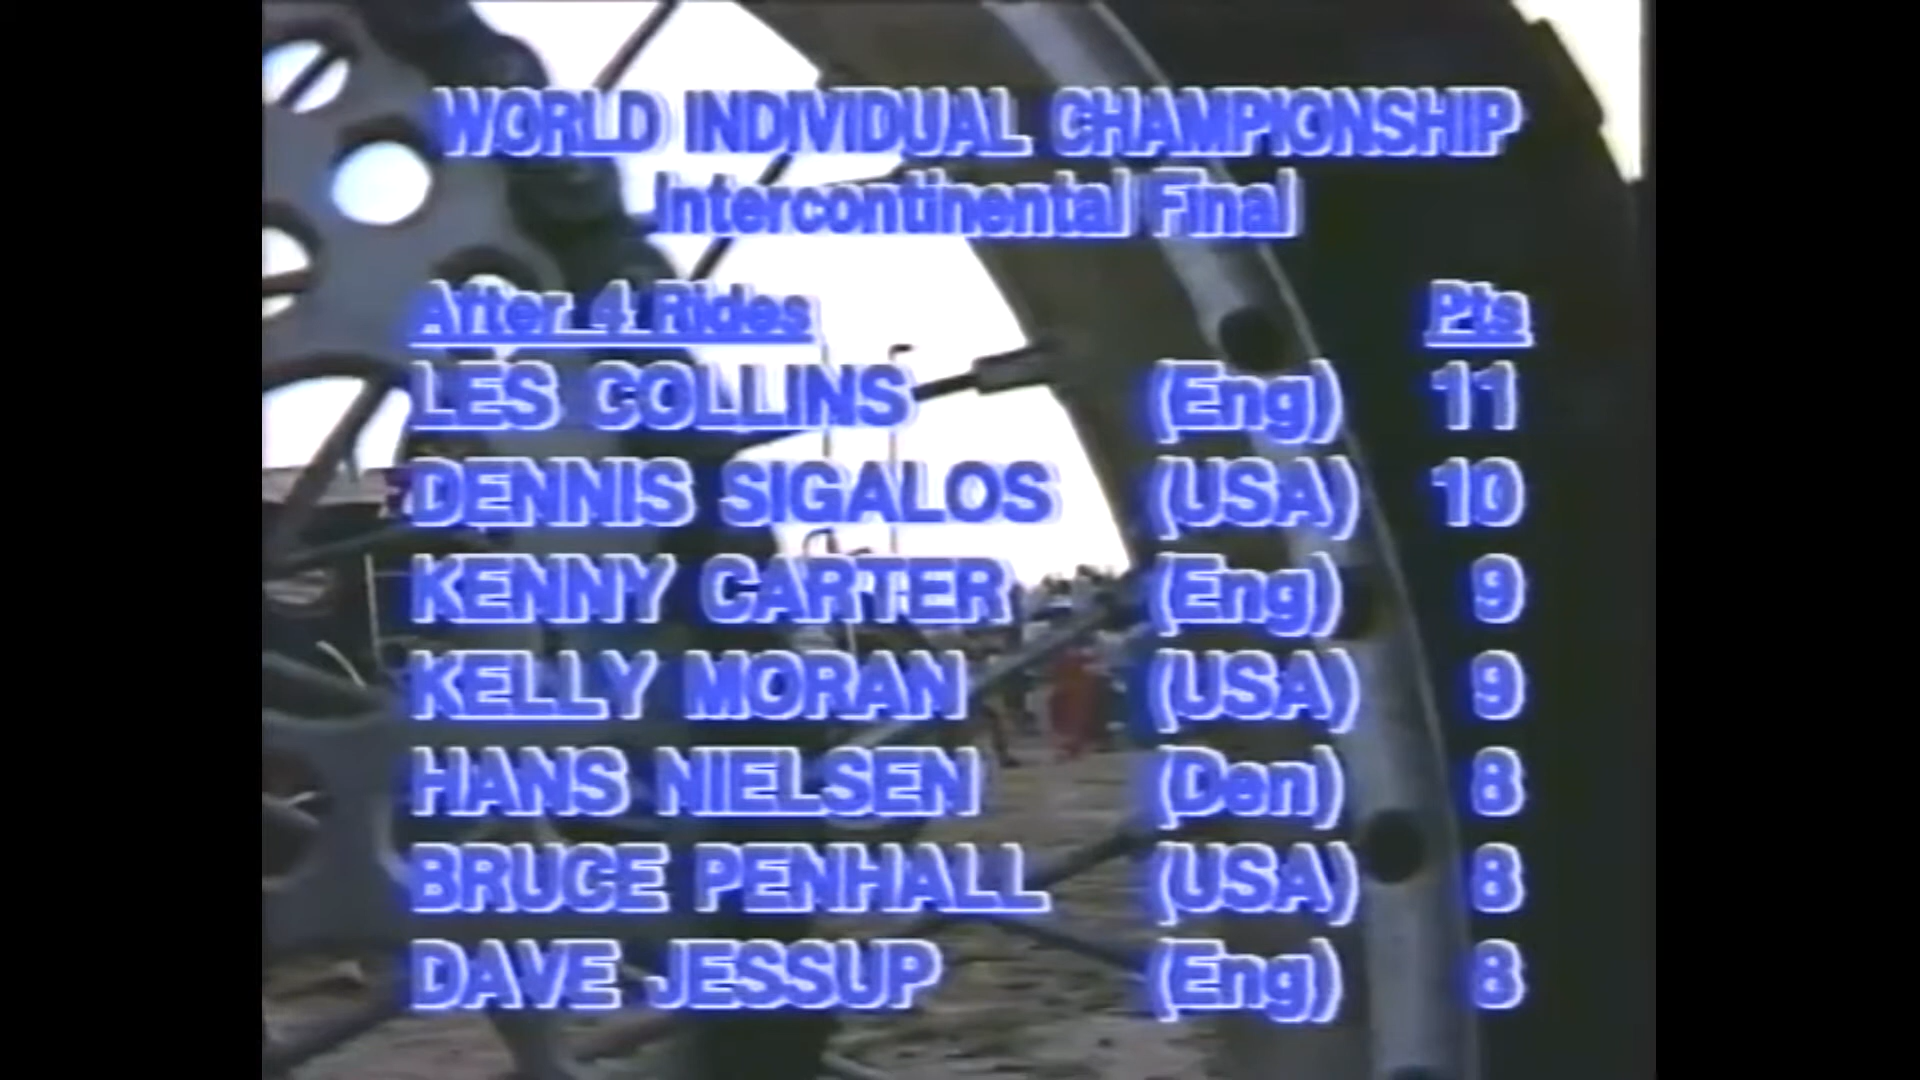 WORLD INDIVIDUAL CHAMPIONSHIP
Intercontinental Final
After 4 Rides Pts
LES COLLINS (Eng) 11
DENNIS SIGALOS (USA) 10
KENNY CARTER (Eng) 9
KELLY MORAN (USA) 9
HANS NIELSEN (Den) 8
BRUCE PENHALL (USA) 8
DAVE JESSUP (Eng) 8